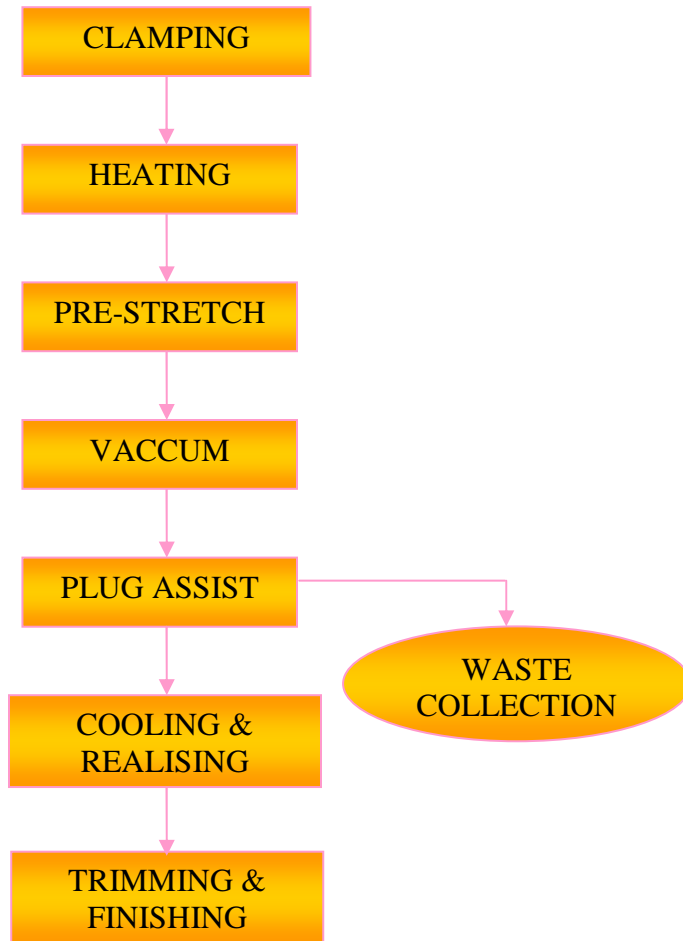 CLAMPING
HEATING
PRE-STRETCH
VACCUM
PLUG ASSIST
WASTE
COLLECTION
COOLING &
REALISING
TRIMMING &
FINISHING